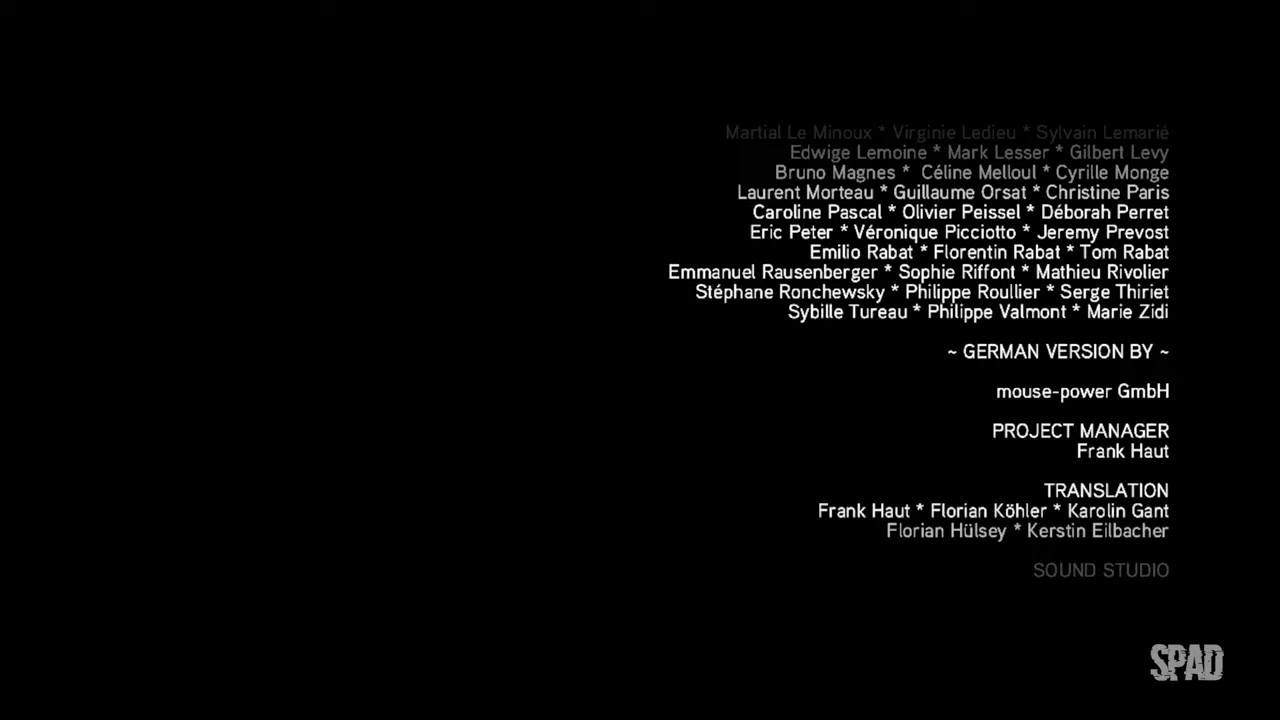 Martial Le Minoux * Virginie Ledieu * Sylvain Lemarié
Edwige Lemoine * Mark Lesser * Gilbert Levy
Bruno Magnes * Céline Melloul * Cyrille Monge
Laurent Morteau * Guillaume Orsat * Christine Paris
Caroline Pascal * Olivier Peissel * Déborah Perret
Eric Peter * Véronique Picciotto * Jeremy Prevost
Emilio Rabat * Florentin Rabat * Tom Rabat
Emmanuel Rausenberger * Sophie Riffont * Mathieu Rivolier
Stéphane Ronchewsky * Philippe Roullier * Serge Thiriet
Sybille Tureau * Philippe Valmont * Marie Zidi
~ GERMAN VERSION BY ~
mouse-power GmbH
PROJECT MANAGER
Frank Haut
TRANSLATION
Frank Haut * Florian Köhler * Karolin Gant
Florian Hülsey * Kerstin Eilbacher
SOUND STUDIO
SPAD